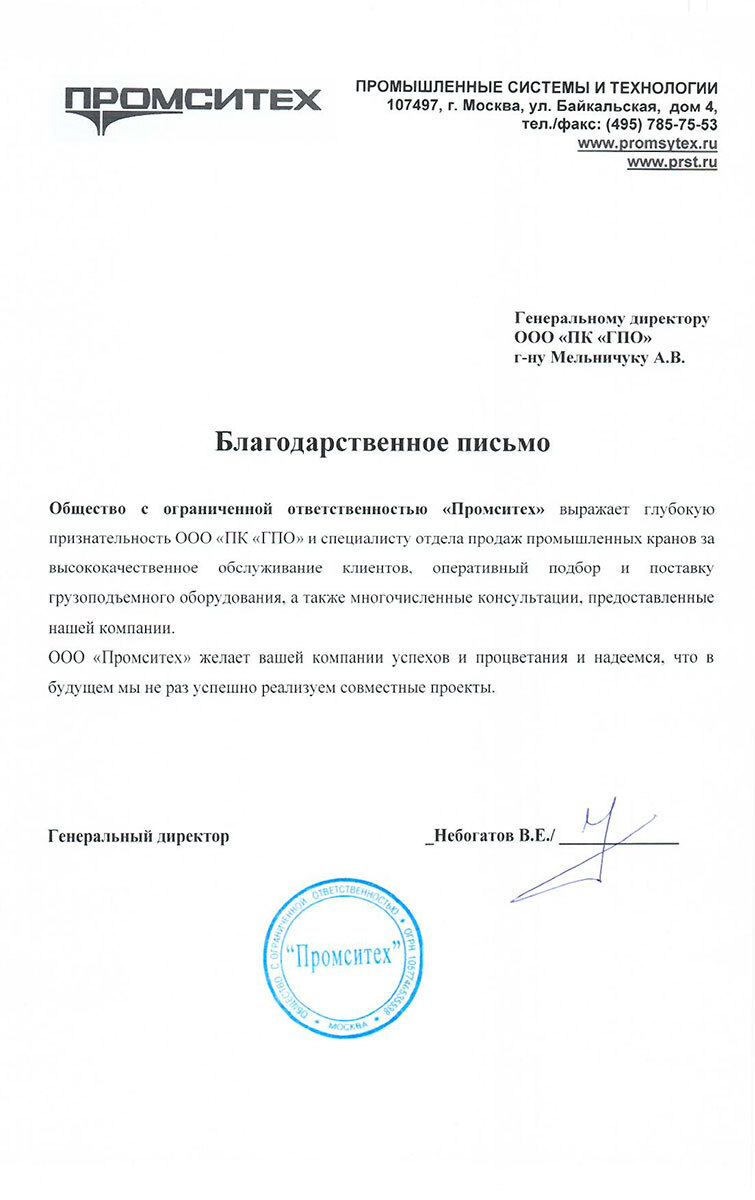 ПРОМСИТЕХ
ПРОМЫШЛЕННЫЕ СИСТЕМЫ И ТЕХНОЛОГИИ
107497, г. Москва, ул. Байкальская, дом 4,
тел./факс: (495) 785-75-53
www.promsytex.ru
www.prst.ru
Генеральному директору
ООО «ПК «ГПО»
г-ну Мельничуку А.В.
Благодарственное письмо
Общество с ограниченной ответственностью «Промситех» выражает глубокую
признательность ООО «ПК «ГПО» и специалисту отдела продаж промышленных кранов за
высококачественное обслуживание клиентов, оперативный подбор и поставку
грузоподъемного оборудования, а также многочисленные консультации, предоставленные
нашей компании.
ООО «Промситех» желает вашей компании успехов и процветания и надеемся, что в
будущем мы не раз успешно реализуем совместные проекты.
Генеральный директор
_Небогатов В.Е./
ОБЩЕСТВО С ОГРАНИЧЕННОЙ ОТВЕТСТВЕННОСТЬЮ * ОГРН
"Промситех"
* МОСКВА *